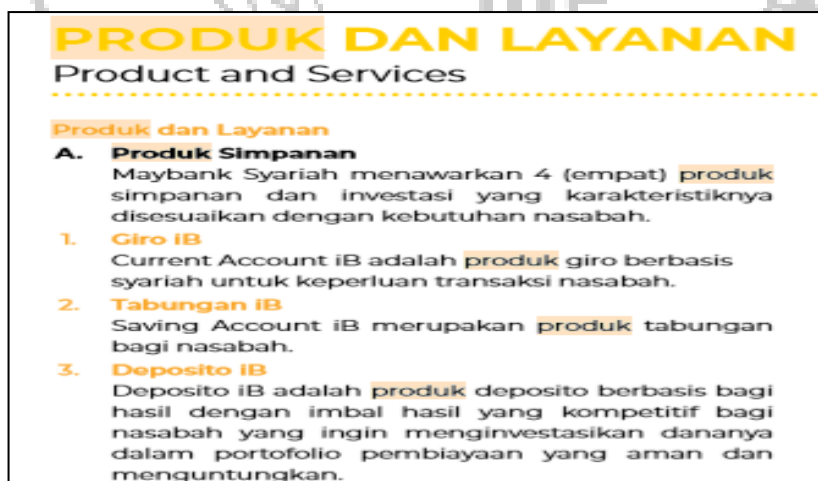 PRODUK DAN LAYANAN
Product and Services
Produk dan Layanan
A. Produk Simpanan
Maybank Syariah menawarkan 4 (empat) produk
simpanan dan investasi yang karakteristiknya
disesuaikan dengan kebutuhan nasabah.
1. Giro iB
Current Account iB adalah produk giro berbasis
syariah untuk keperluan transaksi nasabah.
2. Tabungan iB
Saving Account iB merupakan produk tabungan
bagi nasabah.
3. Deposito iB
Deposito iB adalah produk deposito berbasis bagi
hasil dengan imbal hasil yang kompetitif bagi
nasabah yang ingin menginvestasikan dananya
dalam portofolio pembiayaan yang aman dan
menguntungkan.